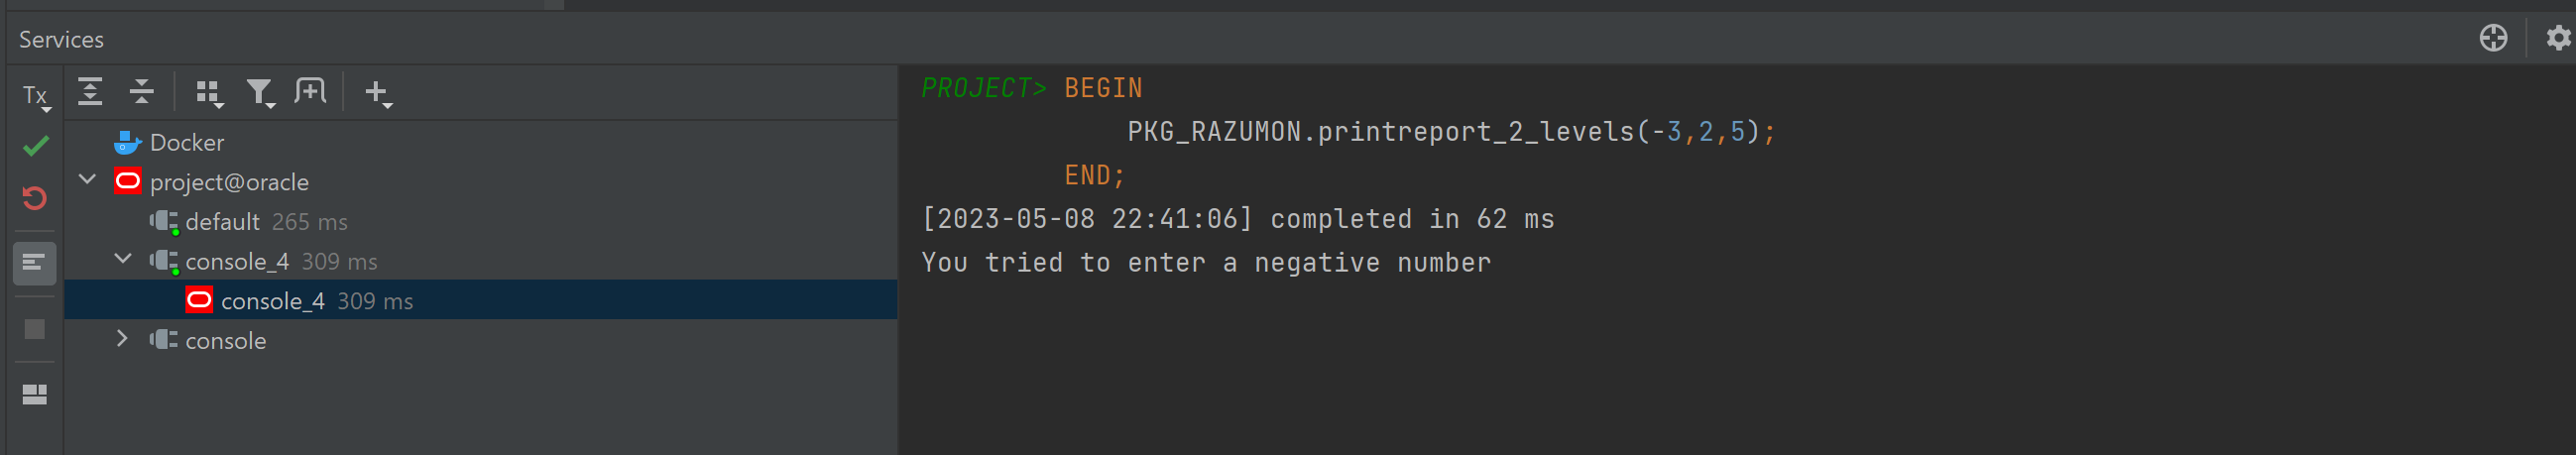 Services
Tx
Docker
project@oracle
default 265 ms
console_4 309 ms
console_4 309 ms
console
PROJECT> BEGIN
PKG_RAZUMON.printreport_2_levels(-3,2,5);
END;
[2023-05-08 22:41:06] completed in 62 ms
You tried to enter a negative number